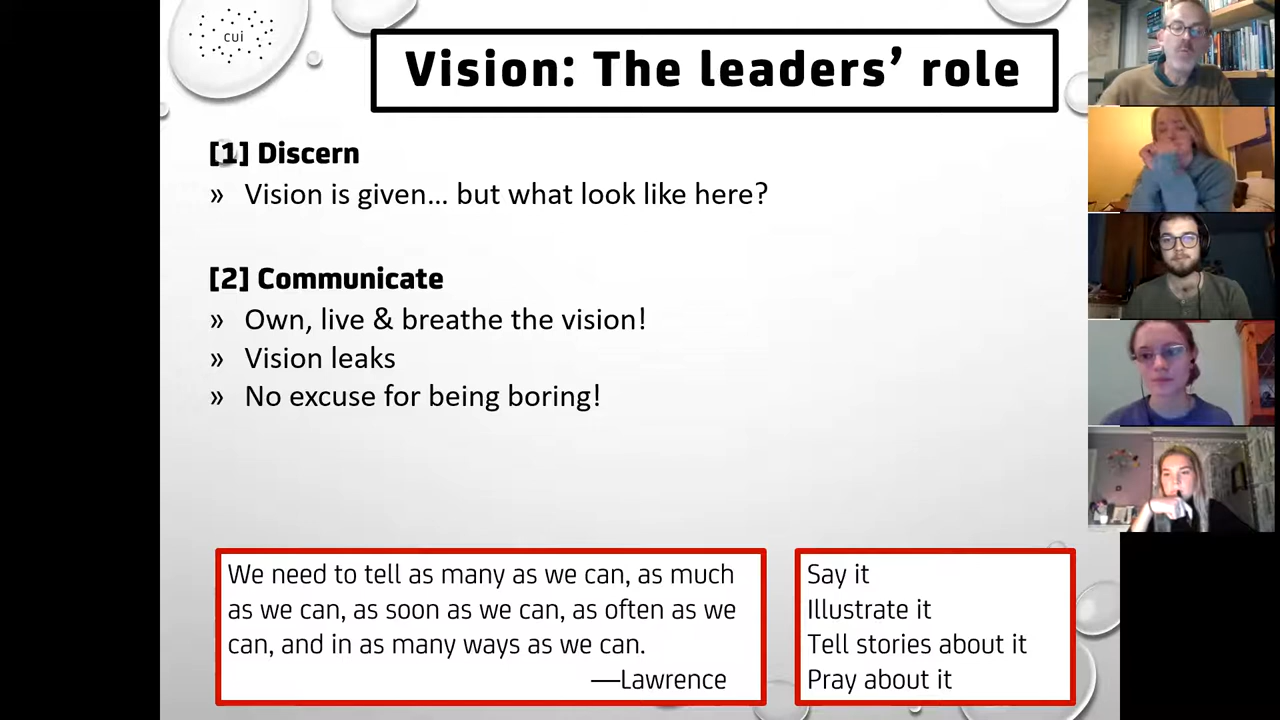 cui
Vision: The leaders’ role
[1] Discern
» Vision is given... but what look like here?
[2] Communicate
» Own, live & breathe the vision!
» Vision leaks
» No excuse for being boring!
We need to tell as many as we can, as much
as we can, as soon as we can, as often as we
can, and in as many ways as we can.
—Lawrence
Say it
Illustrate it
Tell stories about it
Pray about it